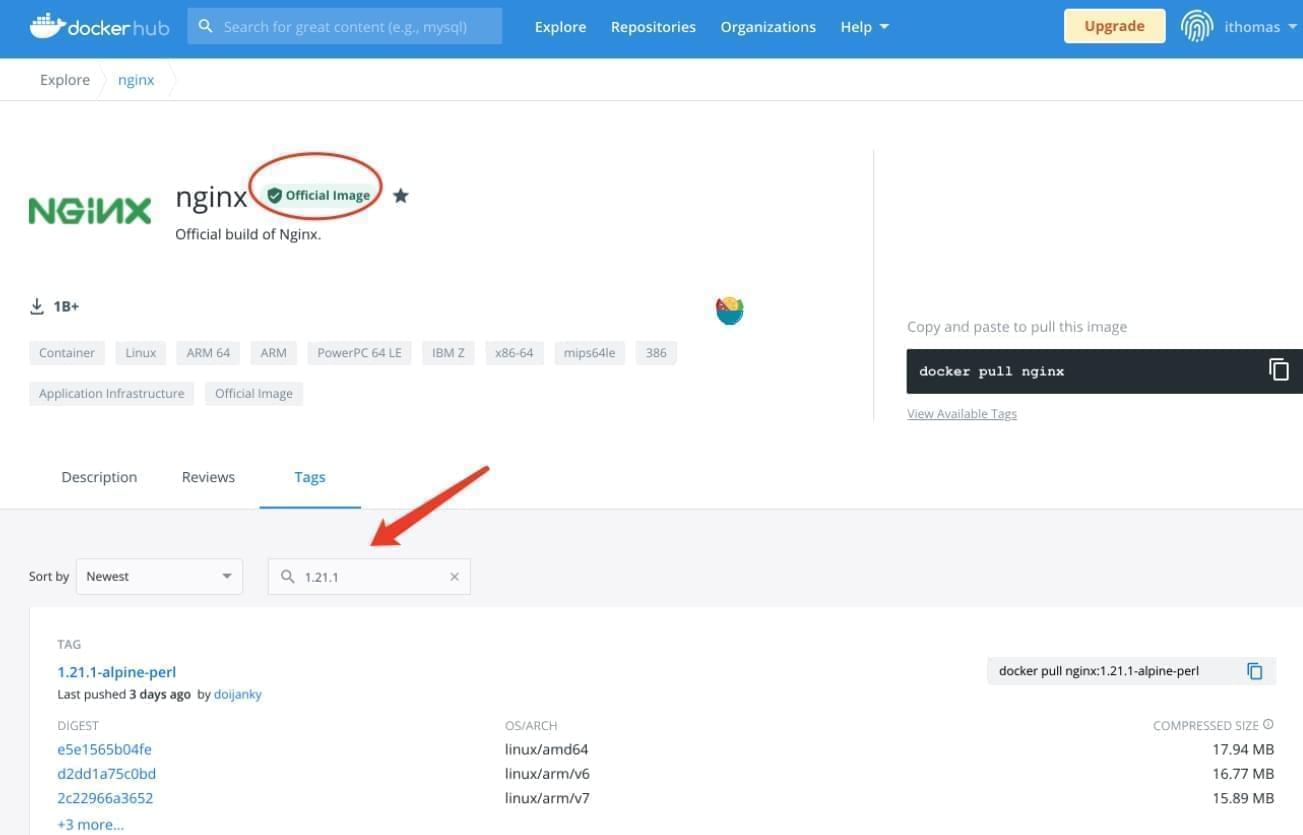 docker hub
Search for great content (e.g., mysql)
Explore Repositories Organizations Help
Upgrade
ithomas
Explore nginx
NGINX
nginx Official Image
Official build of Nginx.
1B+
Container Linux ARM 64 ARM PowerPC 64 LE IBM Z x86-64 mips64le 386
Application Infrastructure Official Image
Copy and paste to pull this image
docker pull nginx
View Available Tags
Description Reviews Tags
Sort by Newest 1.21.1
TAG
1.21.1-alpine-perl
docker pull nginx:1.21.1-alpine-perl
Last pushed 3 days ago by doijanky
DIGEST OS/ARCH COMPRESSED SIZE
e5e1565b04fe linux/amd64 17.94 MB
d2dd1a75c0bd linux/arm/v6 16.77 MB
2c22966a3652 linux/arm/v7 15.89 MB
+3 more...